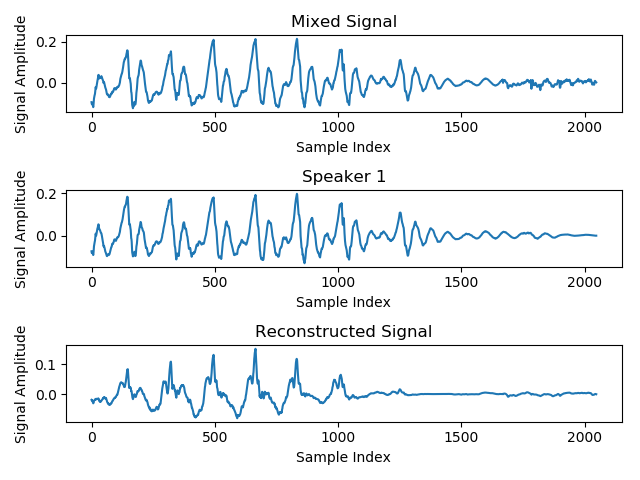 Mixed Signal
Signal Amplitude
0.2
0.0
0 500 1000 1500 2000
Sample Index
Speaker 1
Signal Amplitude
0.2
0.0
0 500 1000 1500 2000
Sample Index
Reconstructed Signal
Signal Amplitude
0.1
0.0
0 500 1000 1500 2000
Sample Index